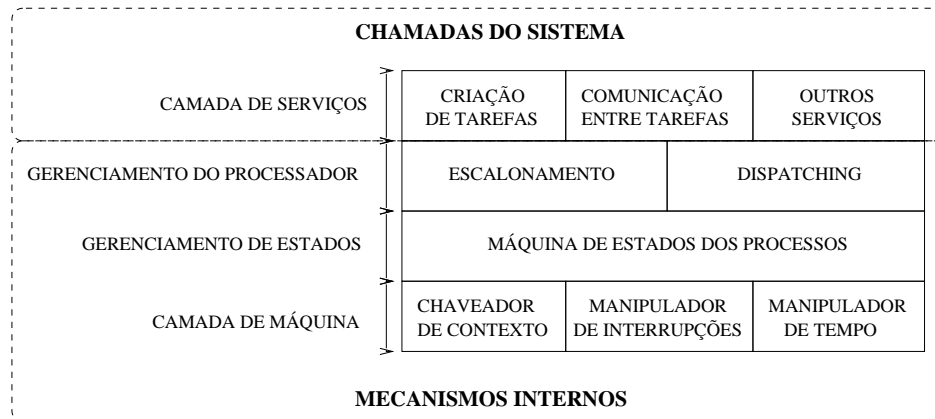 CHAMADAS DO SISTEMA
CAMADA DE SERVIÇOS
CRIAÇÃO
DE TAREFAS
COMUNICAÇÃO
ENTRE TAREFAS
OUTROS
SERVIÇOS
GERENCIAMENTO DO PROCESSADOR
ESCALONAMENTO
DISPATCHING
GERENCIAMENTO DE ESTADOS
MÁQUINA DE ESTADOS DOS PROCESSOS
CAMADA DE MÁQUINA
CHAVEADOR
DE CONTEXTO
MANIPULADOR
DE INTERRUPÇÕES
MANIPULADOR
DE TEMPO
MECANISMOS INTERNOS